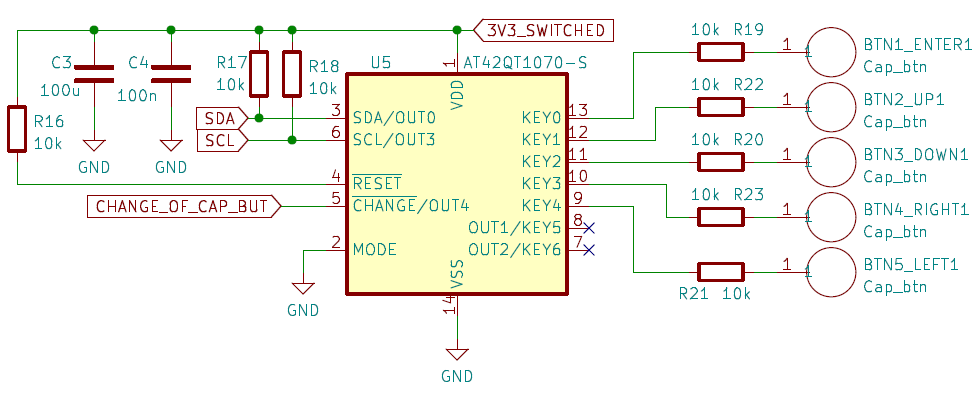 3V3_SWITCHED
C3
100u
C4
100n
R17
10k
R18
10k
U5
AT42QT1070-S
1
VDD
10k R19
1
1
BTN1_ENTER1
Cap_btn
R16
10k
SDA
3
SDA/OUT0
KEY0
13
10k R22
1
1
BTN2_UP1
Cap_btn
SCL
6
SCL/OUT3
KEY1
12
GND
GND
KEY2
11
10k R20
1
1
BTN3_DOWN1
Cap_btn
4
RESET
KEY3
10
10k R23
1
1
BTN4_RIGHT1
Cap_btn
CHANGE_OF_CAP_BUT
5
CHANGE/OUT4
KEY4
9
OUT1/KEY5
8
2
MODE
OUT2/KEY6
7
R21 10k
1
1
BTN5_LEFT1
Cap_btn
VSS
14
GND
GND